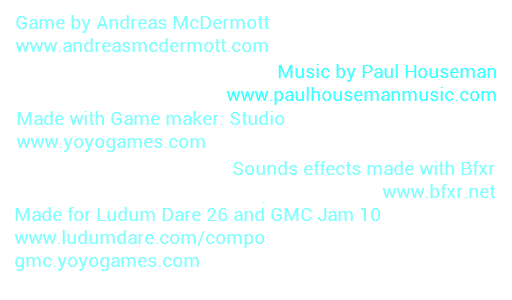 Game by Andreas McDermott
www.andreasmcdermott.com
Music by Paul Houseman
www.paulhousemanmusic.com
Made with Game maker: Studio
www.yoyogames.com
Sounds effects made with Bfxr
www.bfxr.net
Made for Ludum Dare 26 and GMC Jam 10
www.ludumdare.com/compo
gmc.yoyogames.com